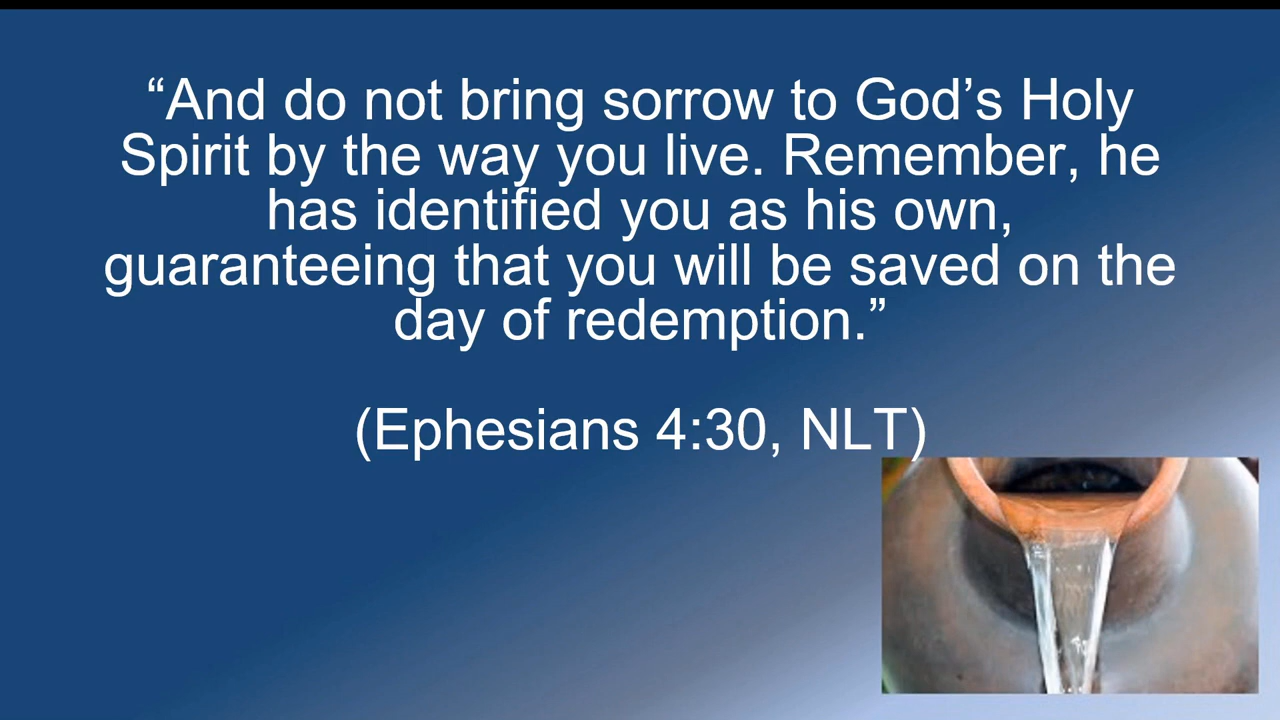 “And do not bring sorrow to God’s Holy
Spirit by the way you live. Remember, he
has identified you as his own,
guaranteeing that you will be saved on the
day of redemption.”
(Ephesians 4:30, NLT)